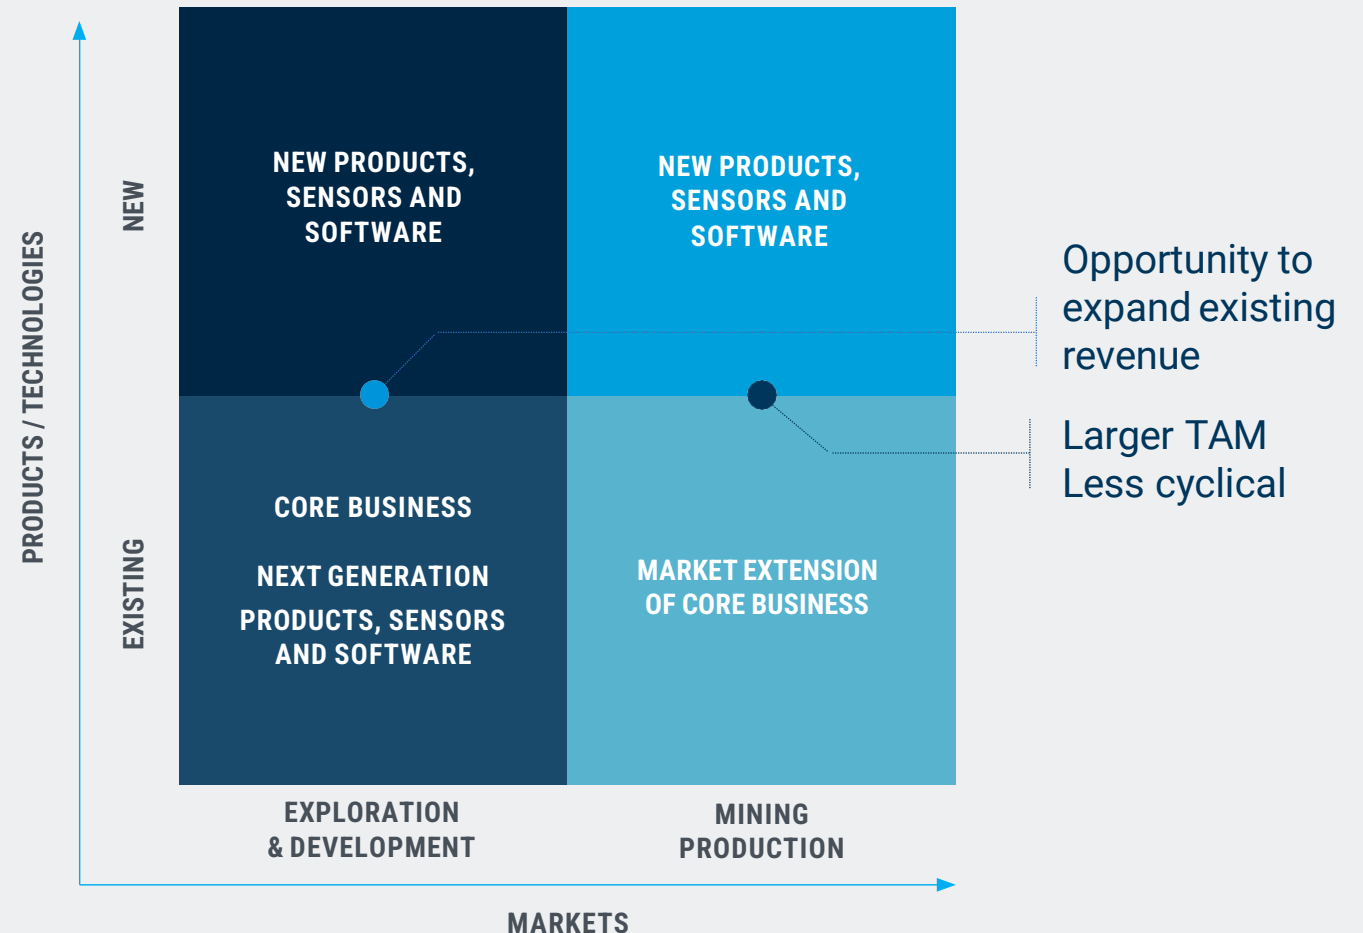 PRODUCTS / TECHNOLOGIES
NEW
EXISTING
NEW PRODUCTS,
SENSORS AND
SOFTWARE
NEW PRODUCTS,
SENSORS AND
SOFTWARE
CORE BUSINESS
NEXT GENERATION
PRODUCTS, SENSORS
AND SOFTWARE
MARKET EXTENSION
OF CORE BUSINESS
Opportunity to
expand existing
revenue
Larger TAM
Less cyclical
EXPLORATION
& DEVELOPMENT
MINING
PRODUCTION
MARKETS